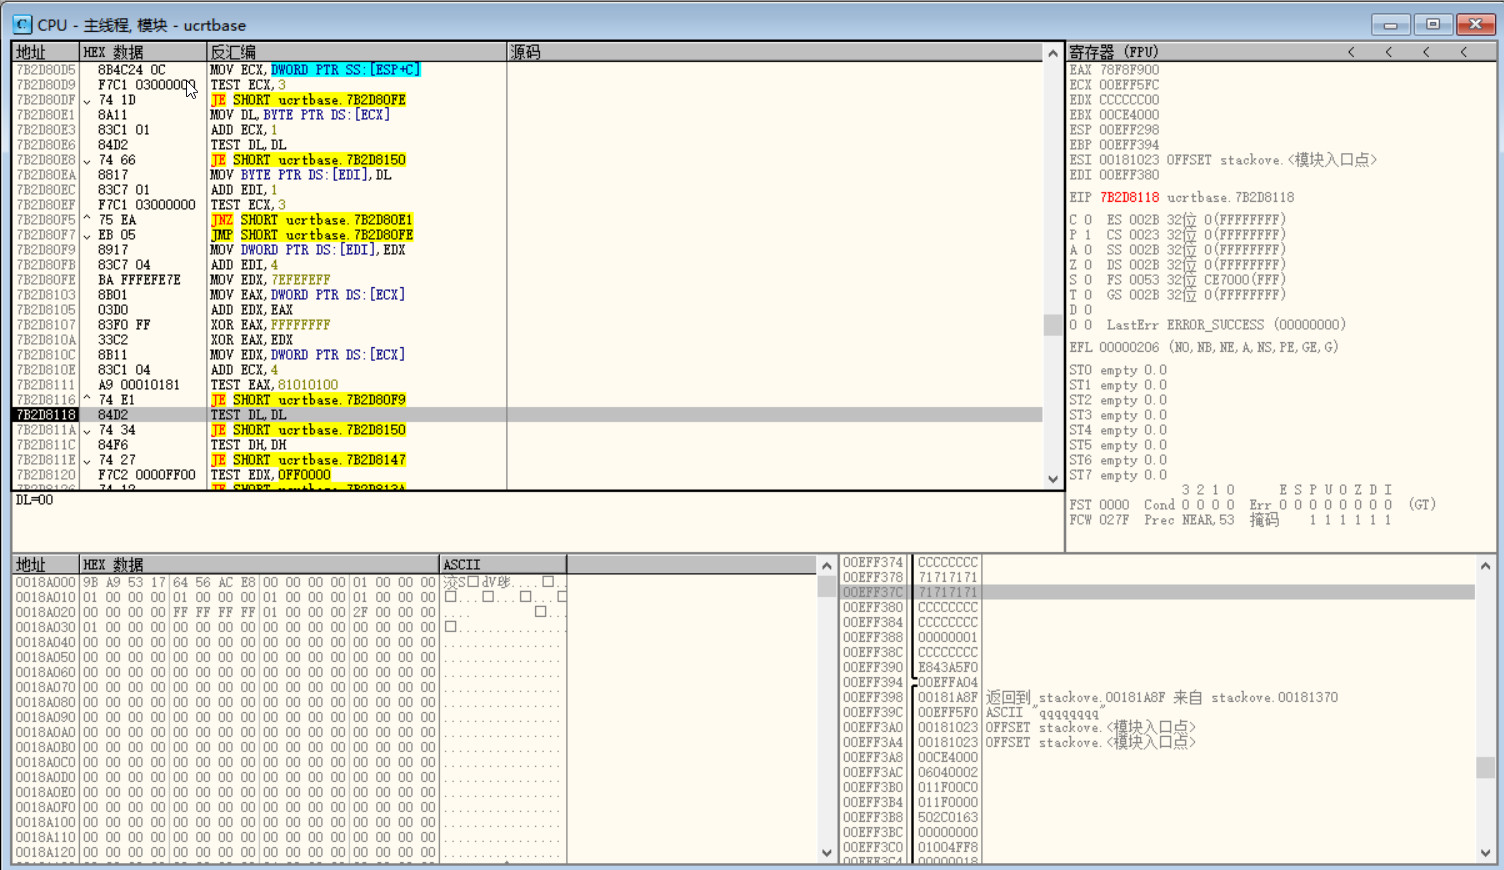 CPU - 主线程, 模块 - ucrtbase
地址 HEX 数据 反汇编 源码
7B2D80D5 8B4C24 0C MOV ECX,DWORD PTR SS:[ESP+C]
7B2D80D9 F7C1 03000000 TEST ECX,3
7B2D80DF 74 1D JE SHORT ucrtbase.7B2D80FE
7B2D80E1 8A11 MOV DL,BYTE PTR DS:[ECX]
7B2D80E3 83C1 01 ADD ECX,1
7B2D80E6 84D2 TEST DL,DL
7B2D80E8 74 66 JE SHORT ucrtbase.7B2D8150
7B2D80EA 8817 MOV BYTE PTR DS:[EDI],DL
7B2D80EC 83C7 01 ADD EDI,1
7B2D80EF F7C1 03000000 TEST ECX,3
7B2D80F5 ^ 75 EA JNZ SHORT ucrtbase.7B2D80E1
7B2D80F7 EB 05 JMP SHORT ucrtbase.7B2D80FE
7B2D80F9 8917 MOV DWORD PTR DS:[EDI],EDX
7B2D80FB 83C7 04 ADD EDI,4
7B2D80FE BA FFFEFE7E MOV EDX,7EFEFEFF
7B2D8103 8B01 MOV EAX,DWORD PTR DS:[ECX]
7B2D8105 03D0 ADD EDX,EAX
7B2D8107 83F0 FF XOR EAX,FFFFFFFF
7B2D810A 33C2 XOR EAX,EDX
7B2D810C 8B11 MOV EDX,DWORD PTR DS:[ECX]
7B2D810E 83C1 04 ADD ECX,4
7B2D8111 A9 00010181 TEST EAX,81010100
7B2D8116 ^ 74 E1 JE SHORT ucrtbase.7B2D80F9
7B2D8118 84D2 TEST DL,DL
7B2D811A 74 34 JE SHORT ucrtbase.7B2D8150
7B2D811C 84F6 TEST DH,DH
7B2D811E 74 27 JE SHORT ucrtbase.7B2D8147
7B2D8120 F7C2 0000FF00 TEST EDX,0FF0000
DL=00
寄存器 (FPU) < < < <
EAX 78F8F900
ECX 00EFF5FC
EDX CCCCCC00
EBX 00CE4000
ESP 00EFF298
EBP 00EFF394
ESI 00181023 OFFSET stackove.<模块入口点>
EDI 00EFF380
EIP 7B2D8118 ucrtbase.7B2D8118
C 0 ES 002B 32位 0(FFFFFFFF)
P 1 CS 0023 32位 0(FFFFFFFF)
A 0 SS 002B 32位 0(FFFFFFFF)
Z 0 DS 002B 32位 0(FFFFFFFF)
S 0 FS 0053 32位 CE7000(FFF)
T 0 GS 002B 32位 0(FFFFFFFF)
D 0
O 0 LastErr ERROR_SUCCESS (00000000)
EFL 00000206 (NO,NB,NE,A,NS,PE,GE,G)
ST0 empty 0.0
ST1 empty 0.0
ST2 empty 0.0
ST3 empty 0.0
ST4 empty 0.0
ST5 empty 0.0
ST6 empty 0.0
ST7 empty 0.0
3 2 1 0 E S P U O Z D I
FST 0000 Cond 0 0 0 0 Err 0 0 0 0 0 0 0 0 (GT)
FCW 027F Prec NEAR,53 掩码 1 1 1 1 1 1
地址 HEX 数据 ASCII
0018A000 9B A9 53 17 64 56 AC E8 00 00 00 00 01 00 00 00
0018A010 01 00 00 00 01 00 00 00 01 00 00 00 01 00 00 00
0018A020 00 00 00 00 FF FF FF FF 01 00 00 00 2F 00 00 00
0018A030 01 00 00 00 00 00 00 00 00 00 00 00 00 00 00 00
0018A040 00 00 00 00 00 00 00 00 00 00 00 00 00 00 00 00
0018A050 00 00 00 00 00 00 00 00 00 00 00 00 00 00 00 00
0018A060 00 00 00 00 00 00 00 00 00 00 00 00 00 00 00 00
0018A070 00 00 00 00 00 00 00 00 00 00 00 00 00 00 00 00
0018A080 00 00 00 00 00 00 00 00 00 00 00 00 00 00 00 00
0018A090 00 00 00 00 00 00 00 00 00 00 00 00 00 00 00 00
0018A0A0 00 00 00 00 00 00 00 00 00 00 00 00 00 00 00 00
0018A0B0 00 00 00 00 00 00 00 00 00 00 00 00 00 00 00 00
0018A0C0 00 00 00 00 00 00 00 00 00 00 00 00 00 00 00 00
0018A0D0 00 00 00 00 00 00 00 00 00 00 00 00 00 00 00 00
0018A0E0 00 00 00 00 00 00 00 00 00 00 00 00 00 00 00 00
0018A0F0 00 00 00 00 00 00 00 00 00 00 00 00 00 00 00 00
0018A100 00 00 00 00 00 00 00 00 00 00 00 00 00 00 00 00
0018A110 00 00 00 00 00 00 00 00 00 00 00 00 00 00 00 00
0018A120 00 00 00 00 00 00 00 00 00 00 00 00 00 00 00 00
00EFF374 CCCCCCCC
00EFF378 71717171
00EFF37C 71717171
00EFF380 CCCCCCCC
00EFF384 CCCCCCCC
00EFF388 00000001
00EFF38C CCCCCCCC
00EFF390 E843A5F0
00EFF394 00EFFA04
00EFF398 00181A8F 返回到 stackove.00181A8F 来自 stackove.00181370
00EFF39C 00EFF5F0 ASCII "qqqqqqqq"
00EFF3A0 00181023 OFFSET stackove.<模块入口点>
00EFF3A4 00181023 OFFSET stackove.<模块入口点>
00EFF3A8 00CE4000
00EFF3AC 06040002
00EFF3B0 011F00C0
00EFF3B4 011F0000
00EFF3B8 502C0163
00EFF3BC 00000000
00EFF3C0 01004FF8
00EFF3C4 00000018